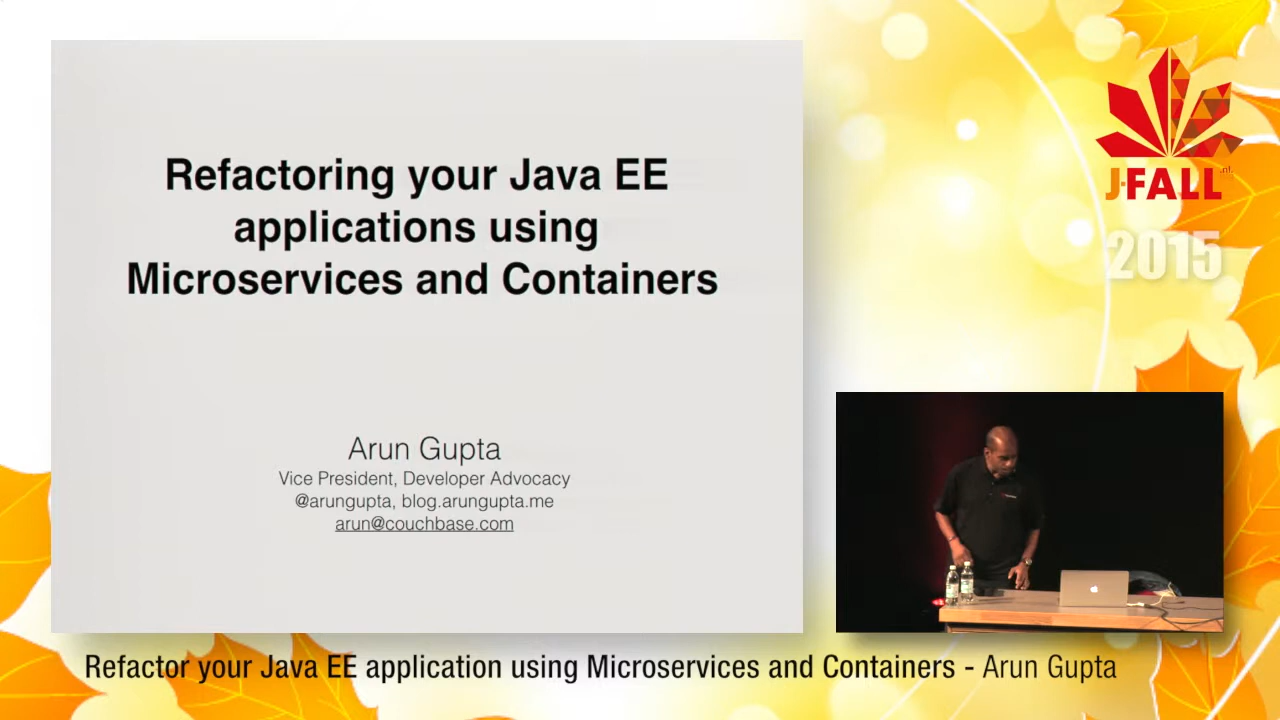 Refactoring your Java EE
applications using
Microservices and Containers
Arun Gupta
Vice President, Developer Advocacy
@arungupta, blog.arungupta.me
arun@couchbase.com
J-FALL
.nl
2015
Refactor your Java EE application using Microservices and Containers - Arun Gupta